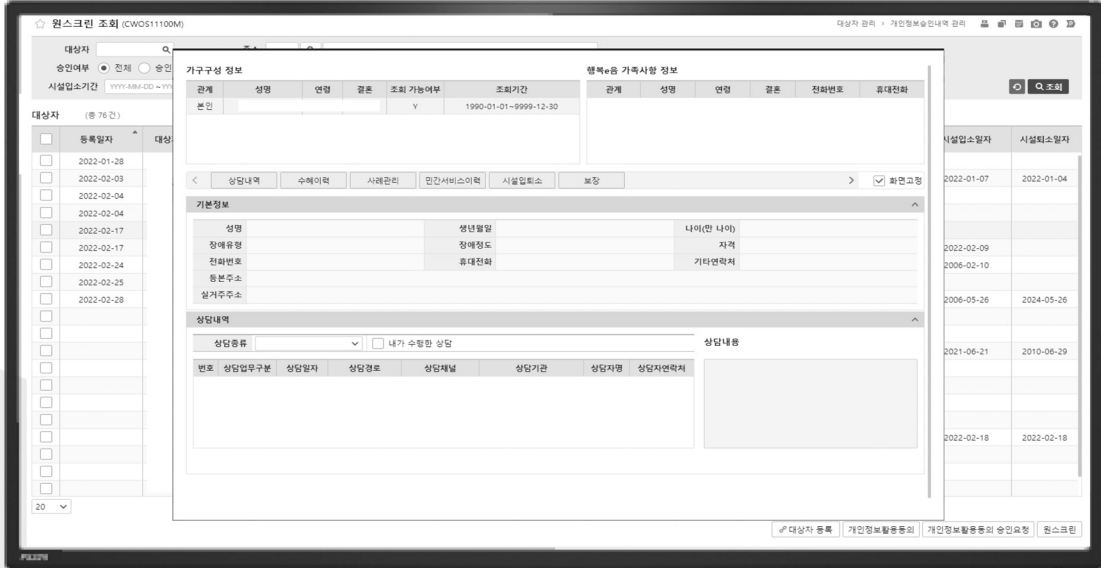 원스크린 조회 (CWOS11100M)
대상자 관리 > 개인정보승인내역 관리
대상자
승인여부 전체 승인
시설입소기간 YYYY-MM-DD ~ YY
조회
대상자 (총 76건)
등록일자 대상 시설입소일자 시설퇴소일자
2022-01-28
2022-02-03 2022-01-07 2022-01-04
2022-02-04
2022-02-04
2022-02-17
2022-02-17 2022-02-09
2022-02-24 2006-02-10
2022-02-25
2022-02-28 2006-05-26 2024-05-26
2021-06-21 2010-06-29
2022-02-18 2022-02-18
20
대상자 등록 개인정보활용동의 개인정보활용동의 승인요청 원스크린
가구구성 정보
관계 성명 연령 결혼 조회 가능여부 조회기간
본인 Y 1990-01-01~9999-12-30
행복e음 가족사항 정보
관계 성명 연령 결혼 전화번호 휴대전화
상담내역 수혜이력 사례관리 민간서비스이력 시설입퇴소 보장 화면고정
기본정보
성명 생년월일 나이(만 나이)
장애유형 장애정도 자격
전화번호 휴대전화 기타연락처
등본주소
실거주주소
상담내역
상담종류 내가 수행한 상담 상담내용
번호 상담업무구분 상담일자 상담경로 상담채널 상담기관 상담자명 상담자연락처